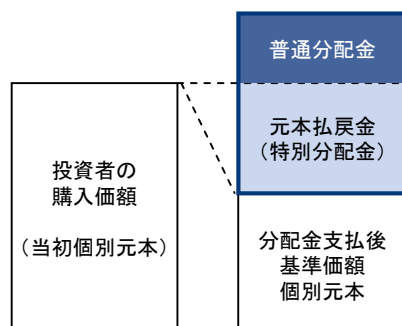 普通分配金
元本払戻金
（特別分配金）
投資者の
購入価額
（当初個別元本）
分配金支払後
基準価額
個別元本